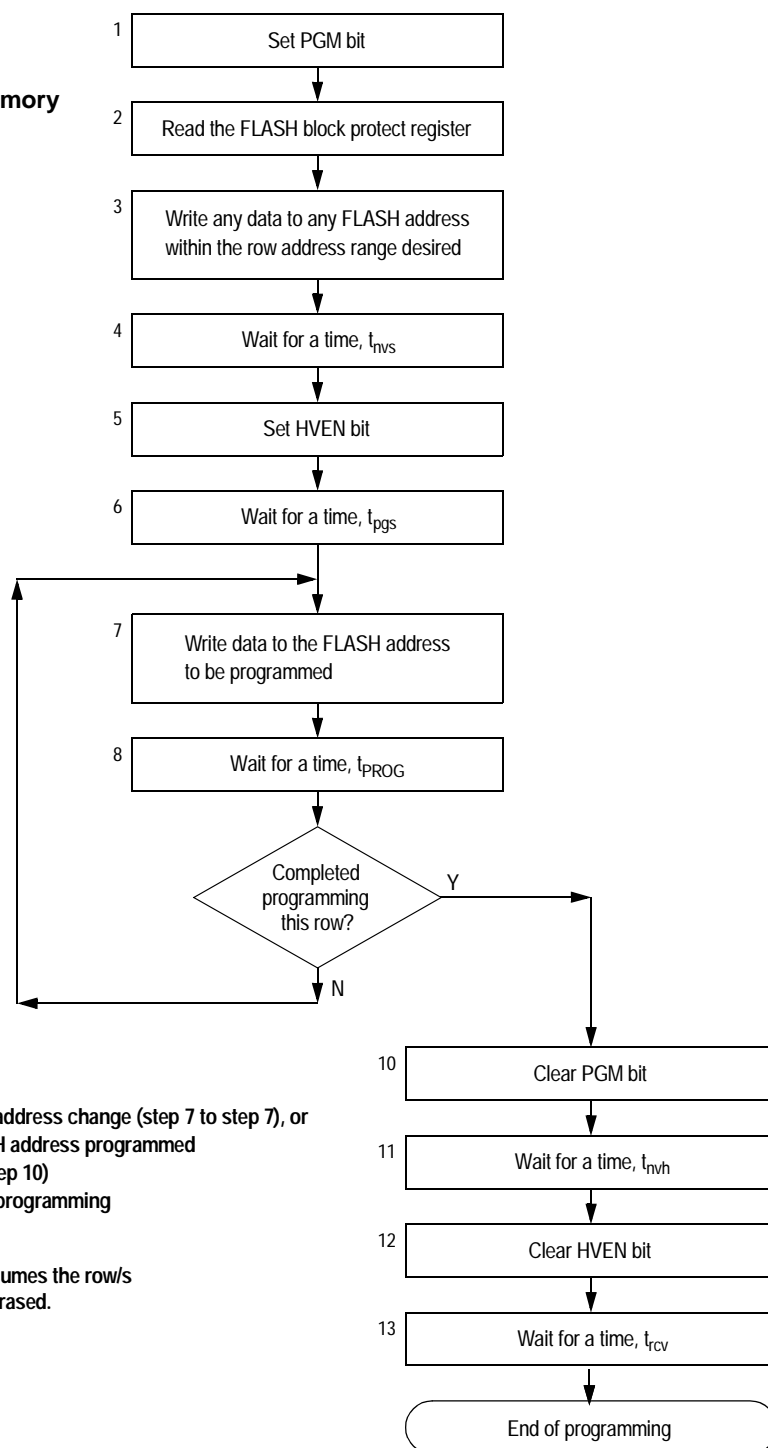 1
Set PGM bit
mory
2
Read the FLASH block protect register
3
Write any data to any FLASH address
within the row address range desired
4
Wait for a time, tnvs
5
Set HVEN bit
6
Wait for a time, tpgs
7
Write data to the FLASH address
to be programmed
8
Wait for a time, tPROG
Completed
programming
this row?
Y
N
10
Clear PGM bit
address change (step 7 to step 7), or
H address programmed
ep 10)
programming
11
Wait for a time, tnvh
12
Clear HVEN bit
umes the row/s
rased.
13
Wait for a time, trcv
End of programming